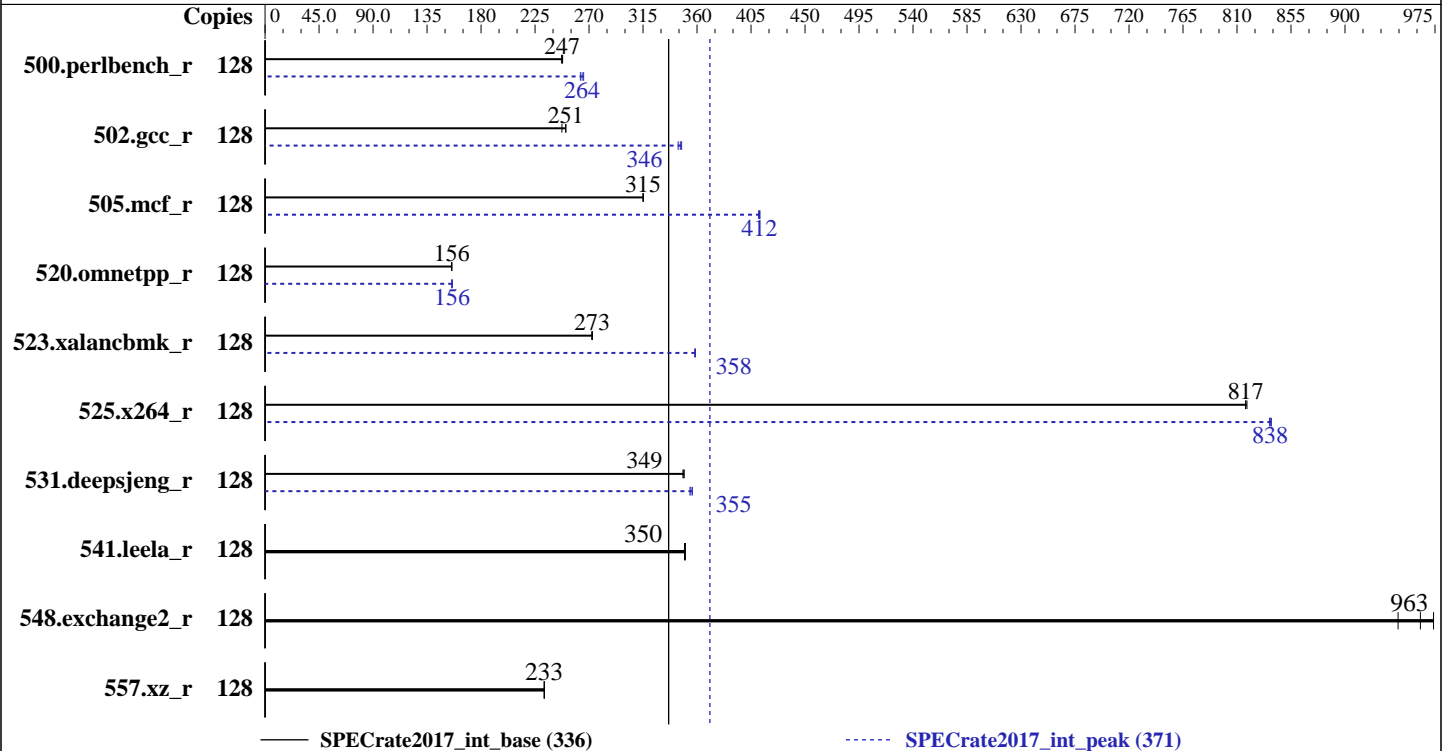 Copies 0 45.0 90.0 135 180 225 270 315 360 405 450 495 540 585 630 675 720 765 810 855 900 975
247
500.perlbench_r 128
264
251
502.gcc_r 128
346
315
505.mcf_r 128
412
156
520.omnetpp_r 128
156
273
523.xalancbmk_r 128
358
817
525.x264_r 128
838
349
531.deepsjeng_r 128
355
350
541.leela_r 128
963
548.exchange2_r 128
233
557.xz_r 128
SPECrate2017_int_base (336) SPECrate2017_int_peak (371)